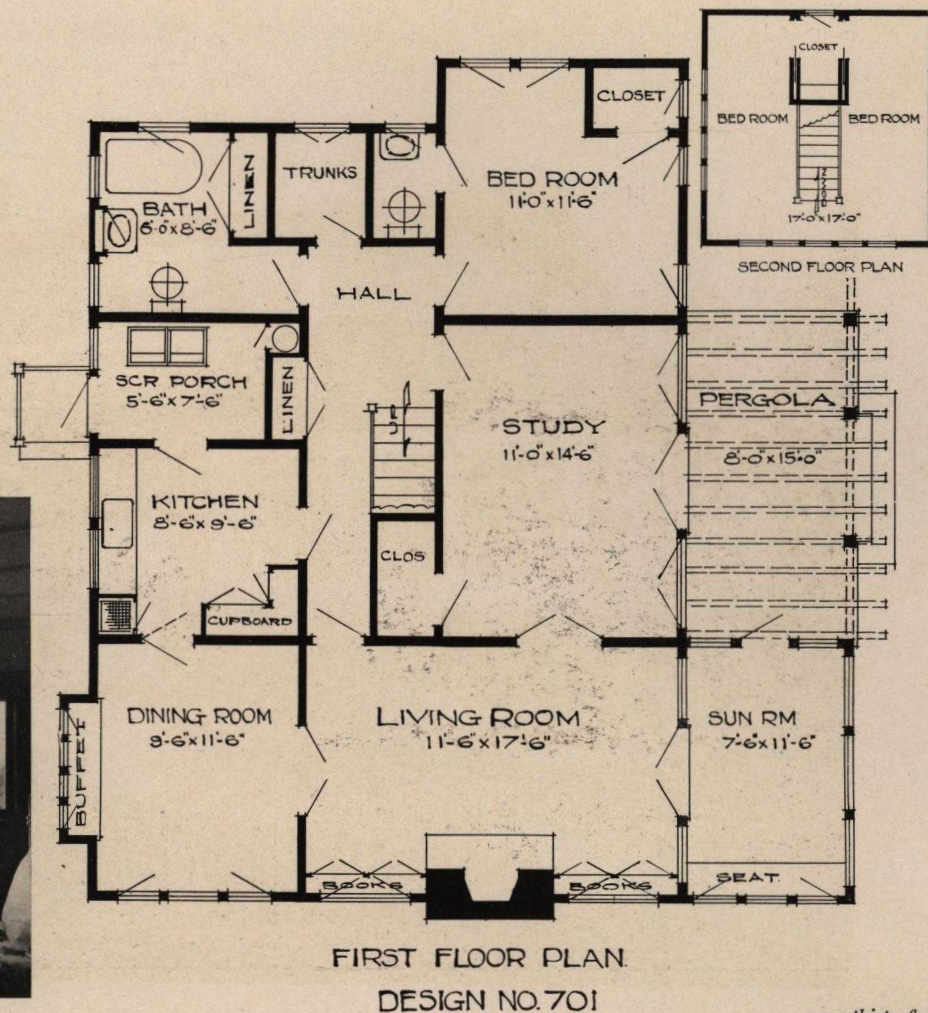 CLOSET
BED ROOM
BED ROOM
17'-0"x17'-0"
SECOND FLOOR PLAN
CLOSET
BED ROOM
11'-0"x11'-6"
LINEN
TRUNKS
BATH
6'-0"x8'-6"
HALL
SCR PORCH
5'-6"x7'-6"
LINEN
UP
STUDY
11'-0"x14'-6"
PERGOLA
8'-0"x15'-0"
KITCHEN
8'-6"x9'-6"
CLOS
CUPBOARD
DINING ROOM
9'-6"x11'-6"
LIVING ROOM
11'-6"x17'-6"
SUN RM
7'-6"x11'-6"
BUFFET
BOOKS
BOOKS
SEAT
FIRST FLOOR PLAN.
DESIGN NO. 701